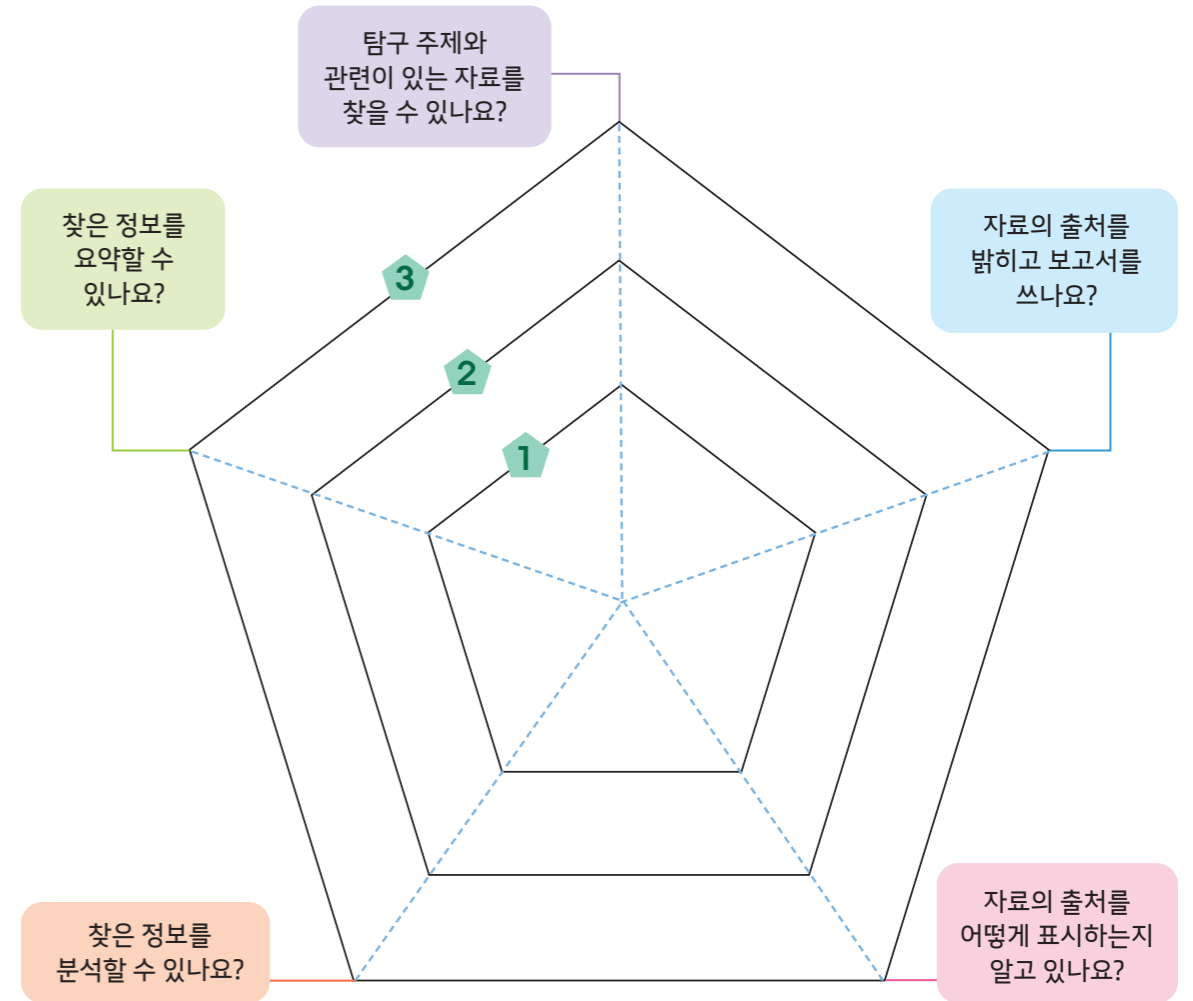 탐구 주제와
관련이 있는 자료를
찾을 수 있나요?
찾은 정보를
요약할 수
있나요?
자료의 출처를
밝히고 보고서를
쓰나요?
3
2
1
찾은 정보를
분석할 수 있나요?
자료의 출처를
어떻게 표시하는지
알고 있나요?